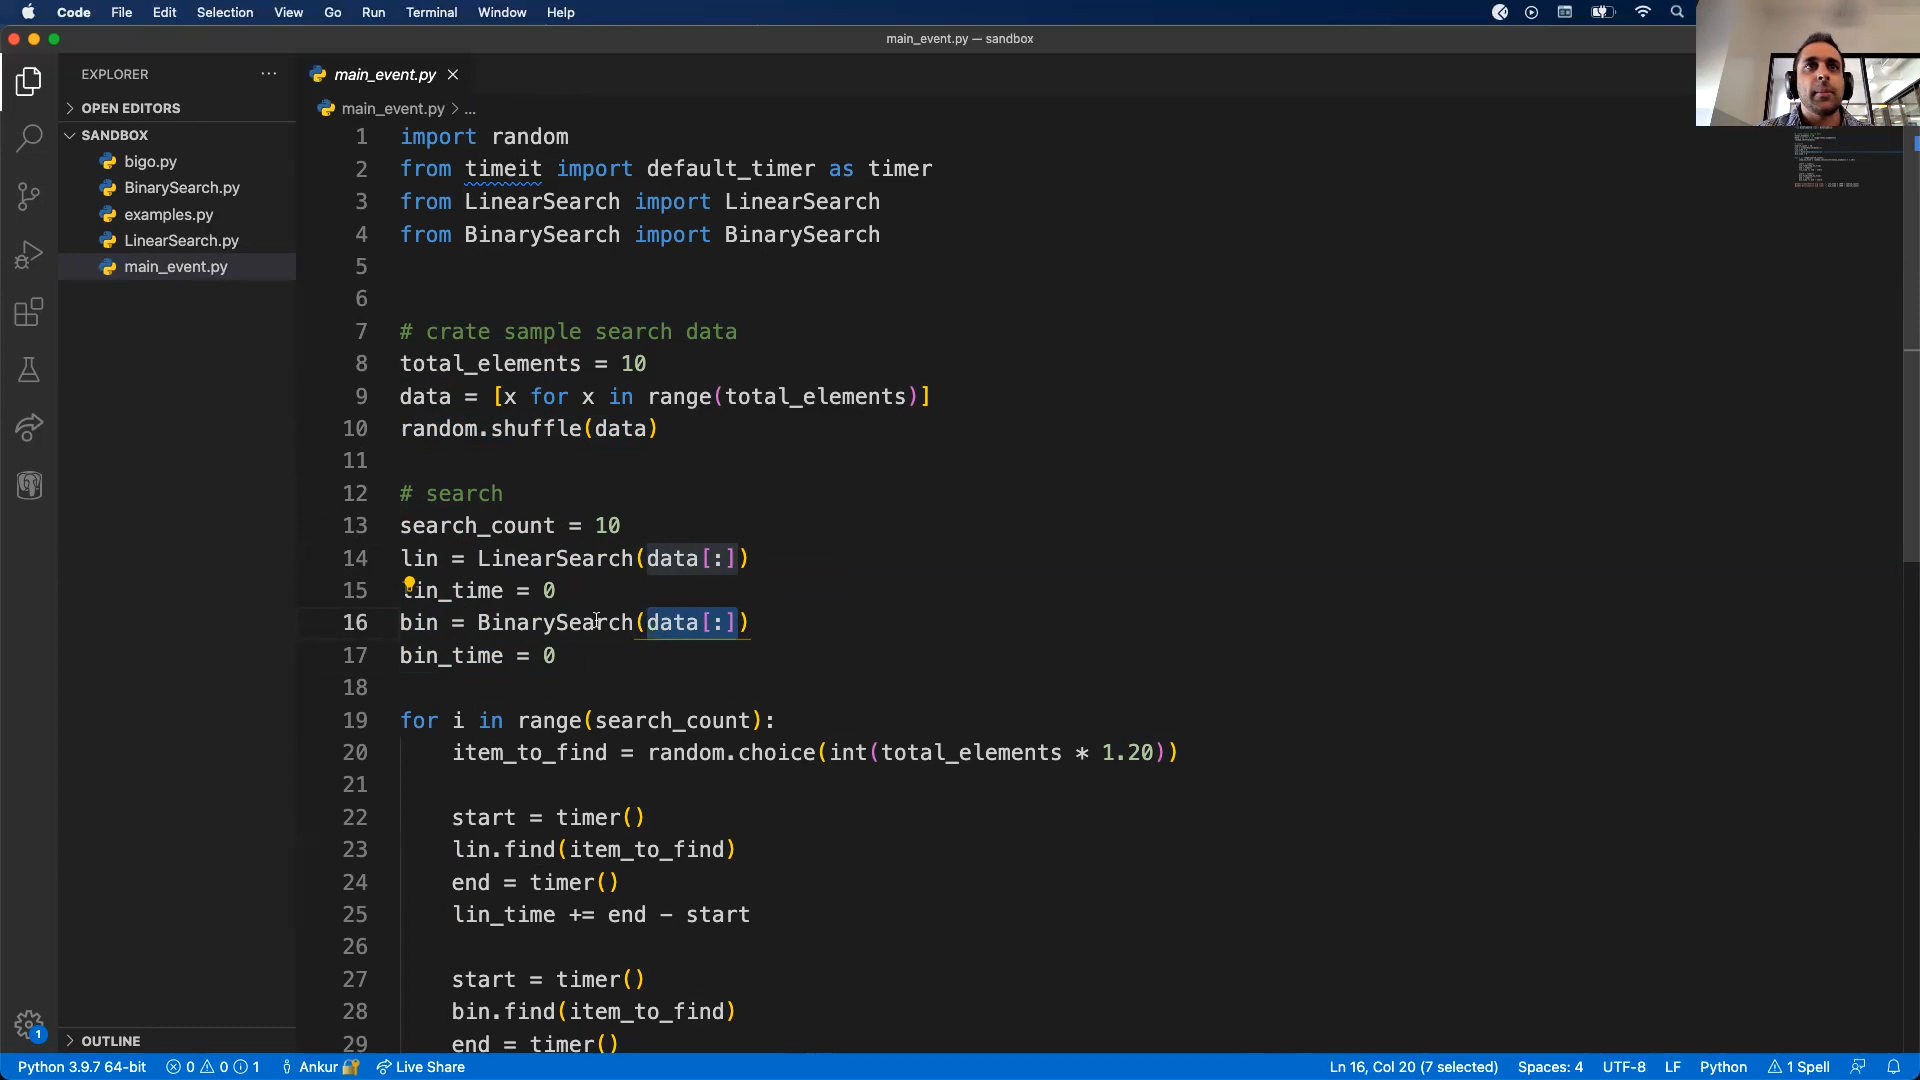 Code File Edit Selection View Go Run Terminal Window Help
main_event.py — sandbox
EXPLORER ···
main_event.py
OPEN EDITORS
main_event.py > ...
SANDBOX
bigo.py
BinarySearch.py
examples.py
LinearSearch.py
main_event.py
1 import random
2 from timeit import default_timer as timer
3 from LinearSearch import LinearSearch
4 from BinarySearch import BinarySearch
5
6
7 # crate sample search data
8 total_elements = 10
9 data = [x for x in range(total_elements)]
10 random.shuffle(data)
11
12 # search
13 search_count = 10
14 lin = LinearSearch(data[:])
15 lin_time = 0
16 bin = BinarySearch(data[:])
17 bin_time = 0
18
19 for i in range(search_count):
20 item_to_find = random.choice(int(total_elements * 1.20))
21
22 start = timer()
23 lin.find(item_to_find)
24 end = timer()
25 lin_time += end - start
26
27 start = timer()
28 bin.find(item_to_find)
29 end = timer()
OUTLINE
1
Python 3.9.7 64-bit 0 0 1 Ankur Live Share Ln 16, Col 20 (7 selected) Spaces: 4 UTF-8 LF Python 1 Spell